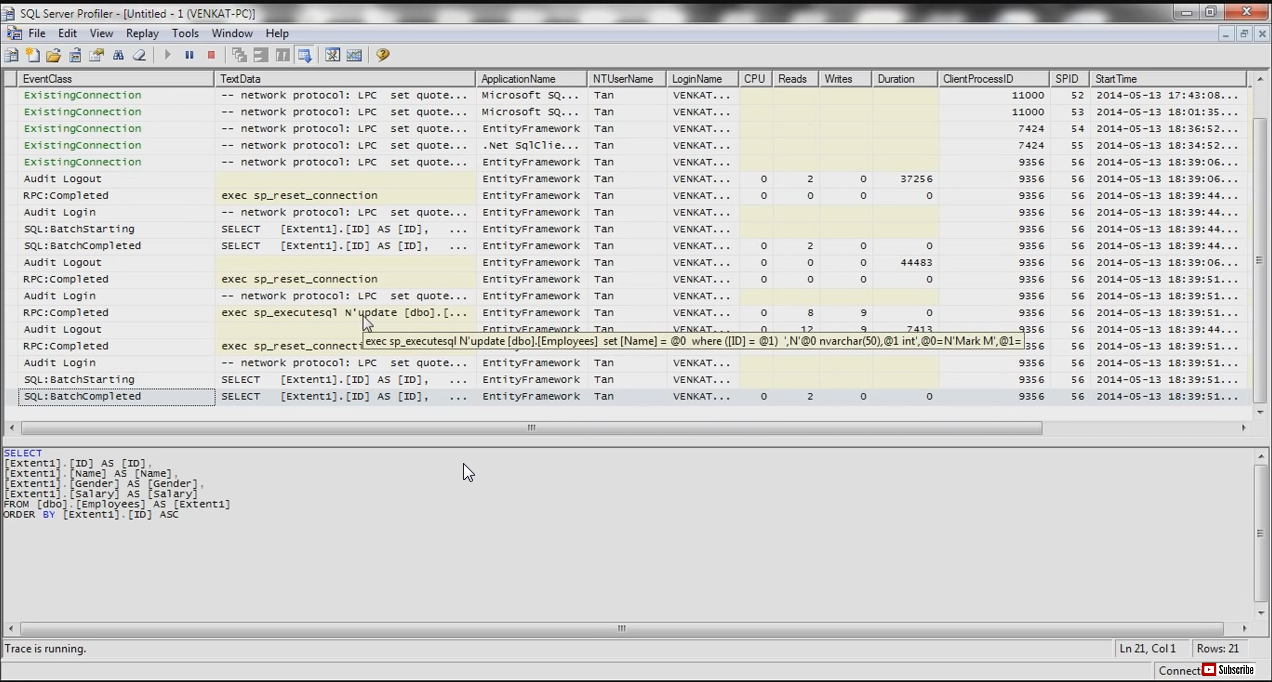 SQL Server Profiler - [Untitled - 1 (VENKAT-PC)]
File Edit View Replay Tools Window Help
EventClass TextData ApplicationName NTUserName LoginName CPU Reads Writes Duration ClientProcessID SPID StartTime
ExistingConnection -- network protocol: LPC set quote... Microsoft SQ... Tan VENKAT... 11000 52 2014-05-13 17:43:08...
ExistingConnection -- network protocol: LPC set quote... Microsoft SQ... Tan VENKAT... 11000 53 2014-05-13 18:01:35...
ExistingConnection -- network protocol: LPC set quote... EntityFramework Tan VENKAT... 7424 54 2014-05-13 18:36:52...
ExistingConnection -- network protocol: LPC set quote... .Net SqlClie... Tan VENKAT... 7424 55 2014-05-13 18:34:52...
ExistingConnection -- network protocol: LPC set quote... EntityFramework Tan VENKAT... 9356 56 2014-05-13 18:39:06...
Audit Logout EntityFramework Tan VENKAT... 0 2 0 37256 9356 56 2014-05-13 18:39:06...
RPC:Completed exec sp_reset_connection EntityFramework Tan VENKAT... 0 0 0 0 9356 56 2014-05-13 18:39:44...
Audit Login -- network protocol: LPC set quote... EntityFramework Tan VENKAT... 9356 56 2014-05-13 18:39:44...
SQL:BatchStarting SELECT [Extent1].[ID] AS [ID], ... EntityFramework Tan VENKAT... 9356 56 2014-05-13 18:39:44...
SQL:BatchCompleted SELECT [Extent1].[ID] AS [ID], ... EntityFramework Tan VENKAT... 0 2 0 0 9356 56 2014-05-13 18:39:44...
Audit Logout EntityFramework Tan VENKAT... 0 2 0 44483 9356 56 2014-05-13 18:39:06...
RPC:Completed exec sp_reset_connection EntityFramework Tan VENKAT... 0 0 0 0 9356 56 2014-05-13 18:39:51...
Audit Login -- network protocol: LPC set quote... EntityFramework Tan VENKAT... 9356 56 2014-05-13 18:39:51...
RPC:Completed exec sp_executesql N'update [dbo].[... EntityFramework Tan VENKAT... 0 8 9 0 9356 56 2014-05-13 18:39:51...
Audit Logout EntityFramework Tan VENKAT... 0 12 9 7413 9356 56 2014-05-13 18:39:44...
exec sp_executesql N'update [dbo].[Employees] set [Name] = @0 where ([ID] = @1) ',N'@0 nvarchar(50),@1 int',@0=N'Mark M',@1=
RPC:Completed exec sp_reset_connecti 356 56 2014-05-13 18:39:51...
Audit Login -- network protocol: LPC set quote... EntityFramework Tan VENKAT... 9356 56 2014-05-13 18:39:51...
SQL:BatchStarting SELECT [Extent1].[ID] AS [ID], ... EntityFramework Tan VENKAT... 9356 56 2014-05-13 18:39:51...
SQL:BatchCompleted SELECT [Extent1].[ID] AS [ID], ... EntityFramework Tan VENKAT... 0 2 0 0 9356 56 2014-05-13 18:39:51...
SELECT
[Extent1].[ID] AS [ID],
[Extent1].[Name] AS [Name],
[Extent1].[Gender] AS [Gender],
[Extent1].[Salary] AS [Salary]
FROM [dbo].[Employees] AS [Extent1]
ORDER BY [Extent1].[ID] ASC
Trace is running. Ln 21, Col 1 Rows: 21
Connect Subscribe